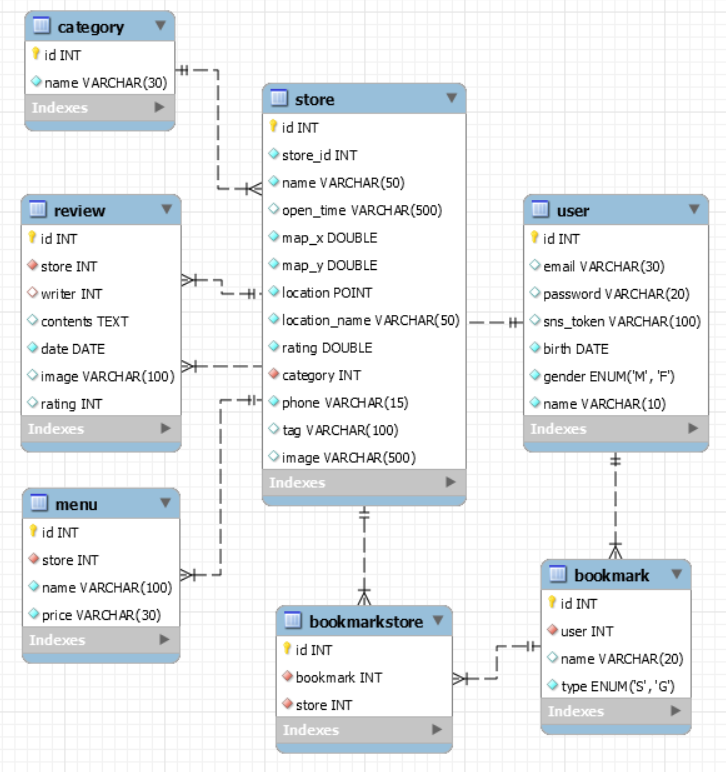 category
id INT
name VARCHAR(30)
Indexes
store
id INT
store_id INT
name VARCHAR(50)
open_time VARCHAR(500)
map_x DOUBLE
map_y DOUBLE
location POINT
location_name VARCHAR(50)
rating DOUBLE
category INT
phone VARCHAR(15)
tag VARCHAR(100)
image VARCHAR(500)
Indexes
review
id INT
store INT
writer INT
contents TEXT
date DATE
image VARCHAR(100)
rating INT
Indexes
user
id INT
email VARCHAR(30)
password VARCHAR(20)
sns_token VARCHAR(100)
birth DATE
gender ENUM('M', 'F')
name VARCHAR(10)
Indexes
menu
id INT
store INT
name VARCHAR(100)
price VARCHAR(30)
Indexes
bookmarkstore
id INT
bookmark INT
store INT
Indexes
bookmark
id INT
user INT
name VARCHAR(20)
type ENUM('S', 'G')
Indexes